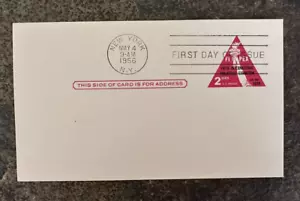 NEW YORK
MAY 4
9 AM
1956
N.Y.
FIRST DAY OF ISSUE
FIPEX
2
THIS SIDE OF CARD IS FOR ADDRESS